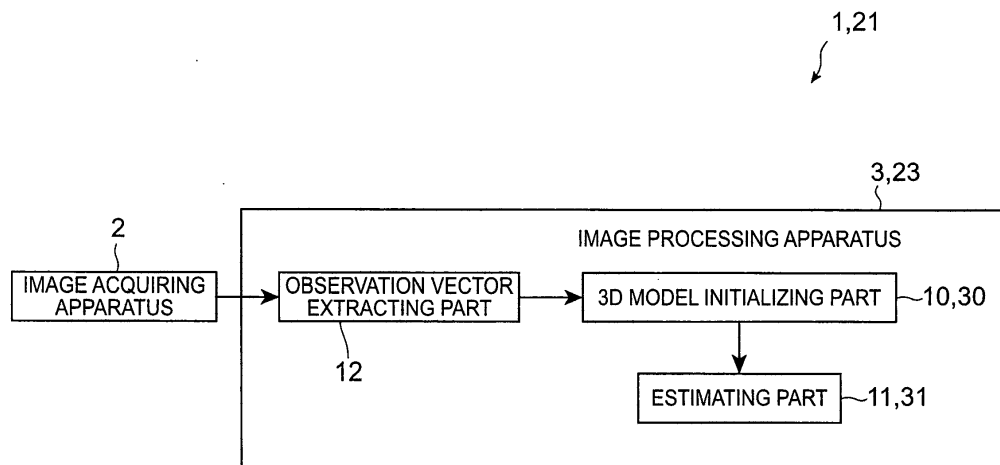 1,21
3,23
IMAGE PROCESSING APPARATUS
2
IMAGE ACQUIRING
APPARATUS
OBSERVATION VECTOR
EXTRACTING PART
12
3D MODEL INITIALIZING PART
10,30
ESTIMATING PART
11,31